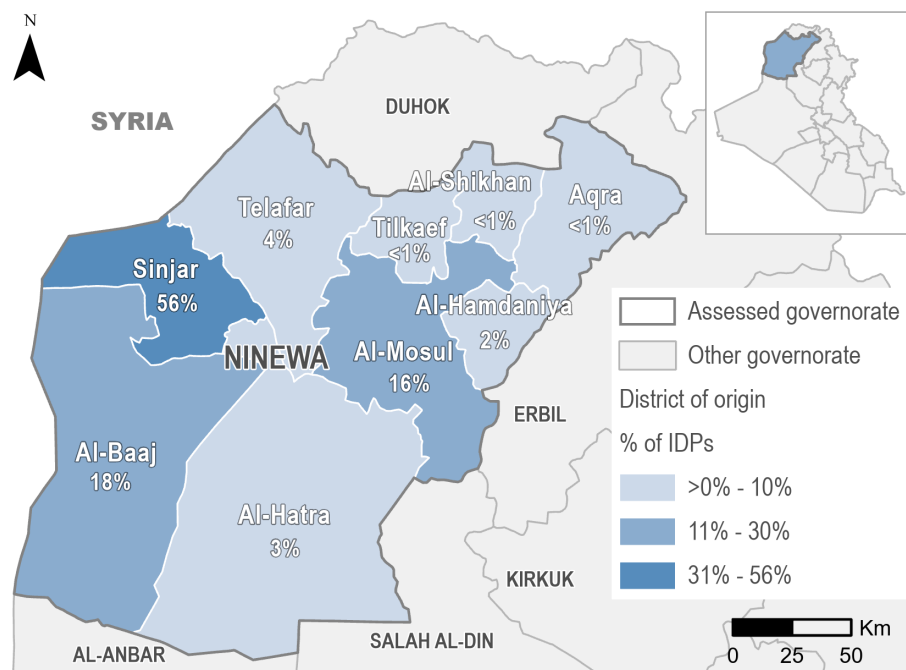 N
SYRIA
DUHOK
Al-Shikhan
<1%
Aqra
<1%
Telafar
4%
Tilkaef
<1%
Sinjar
56%
Al-Hamdaniya
2%
NINEWA
Al-Mosul
16%
Al-Baaj
18%
Al-Hatra
3%
ERBIL
KIRKUK
SALAH AL-DIN
AL-ANBAR
Assessed governorate
Other governorate
District of origin
% of IDPs
>0% - 10%
11% - 30%
31% - 56%
Km
0 25 50